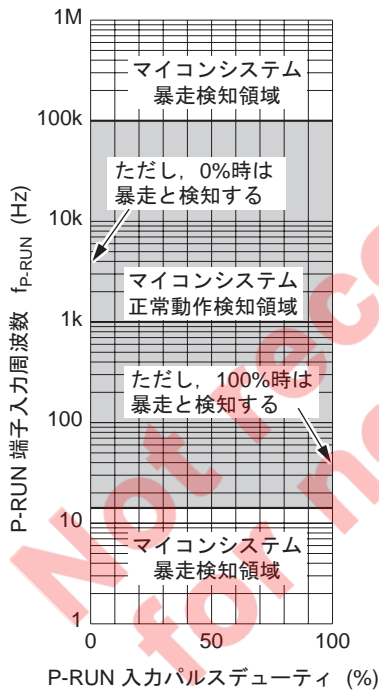 1M
マイコンシステム
暴走検知領域
100k
ただし，0%時は
暴走と検知する
10k
マイコンシステム
正常動作検知領域
1k
ただし，100%時は
暴走と検知する
100
10
マイコンシステム
暴走検知領域
1
0
50
100
P-RUN 端子入力周波数 fP-RUN (Hz)
P-RUN 入力パルスデューティ (%)
Not reco
for ne